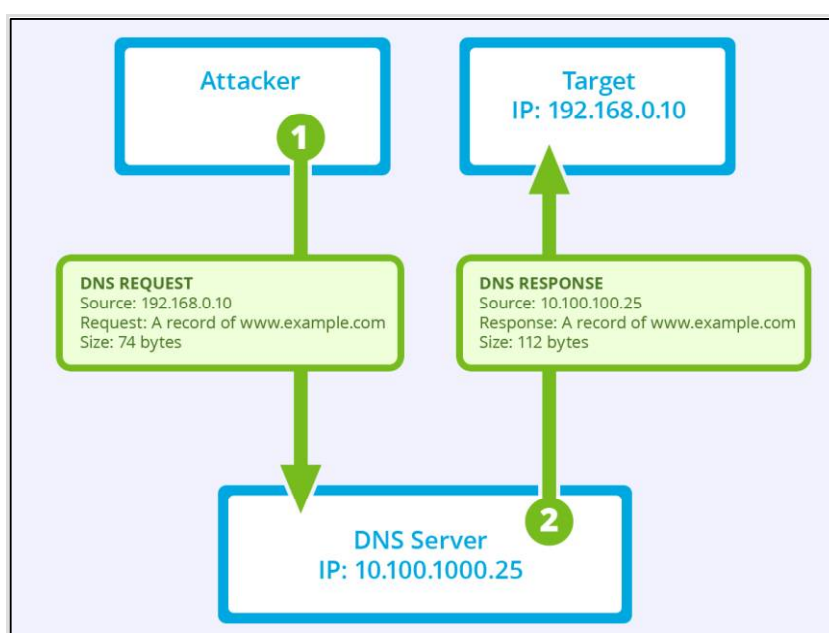 Attacker
1
Target
IP: 192.168.0.10
DNS REQUEST
Source: 192.168.0.10
Request: A record of www.example.com
Size: 74 bytes
DNS RESPONSE
Source: 10.100.100.25
Response: A record of www.example.com
Size: 112 bytes
2
DNS Server
IP: 10.100.1000.25